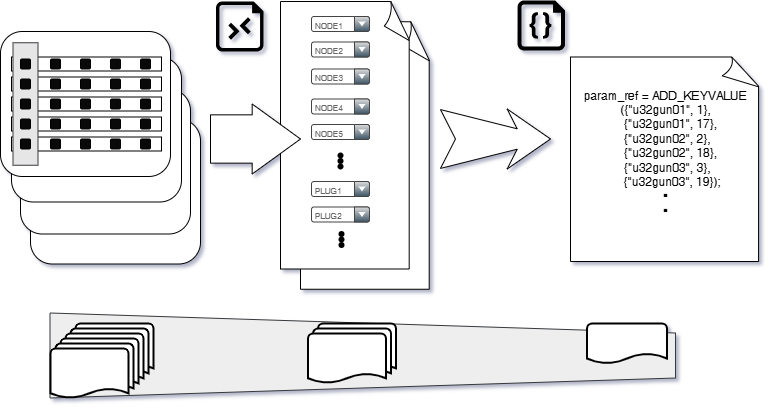 NODE1
NODE2
NODE3
NODE4
NODE5
PLUG1
PLUG2
{}
param_ref = ADD_KEYVALUE
({"u32gun01", 1},
{"u32gun01", 17},
{"u32gun02", 2},
{"u32gun02", 18},
{"u32gun03", 3},
{"u32gun03", 19});